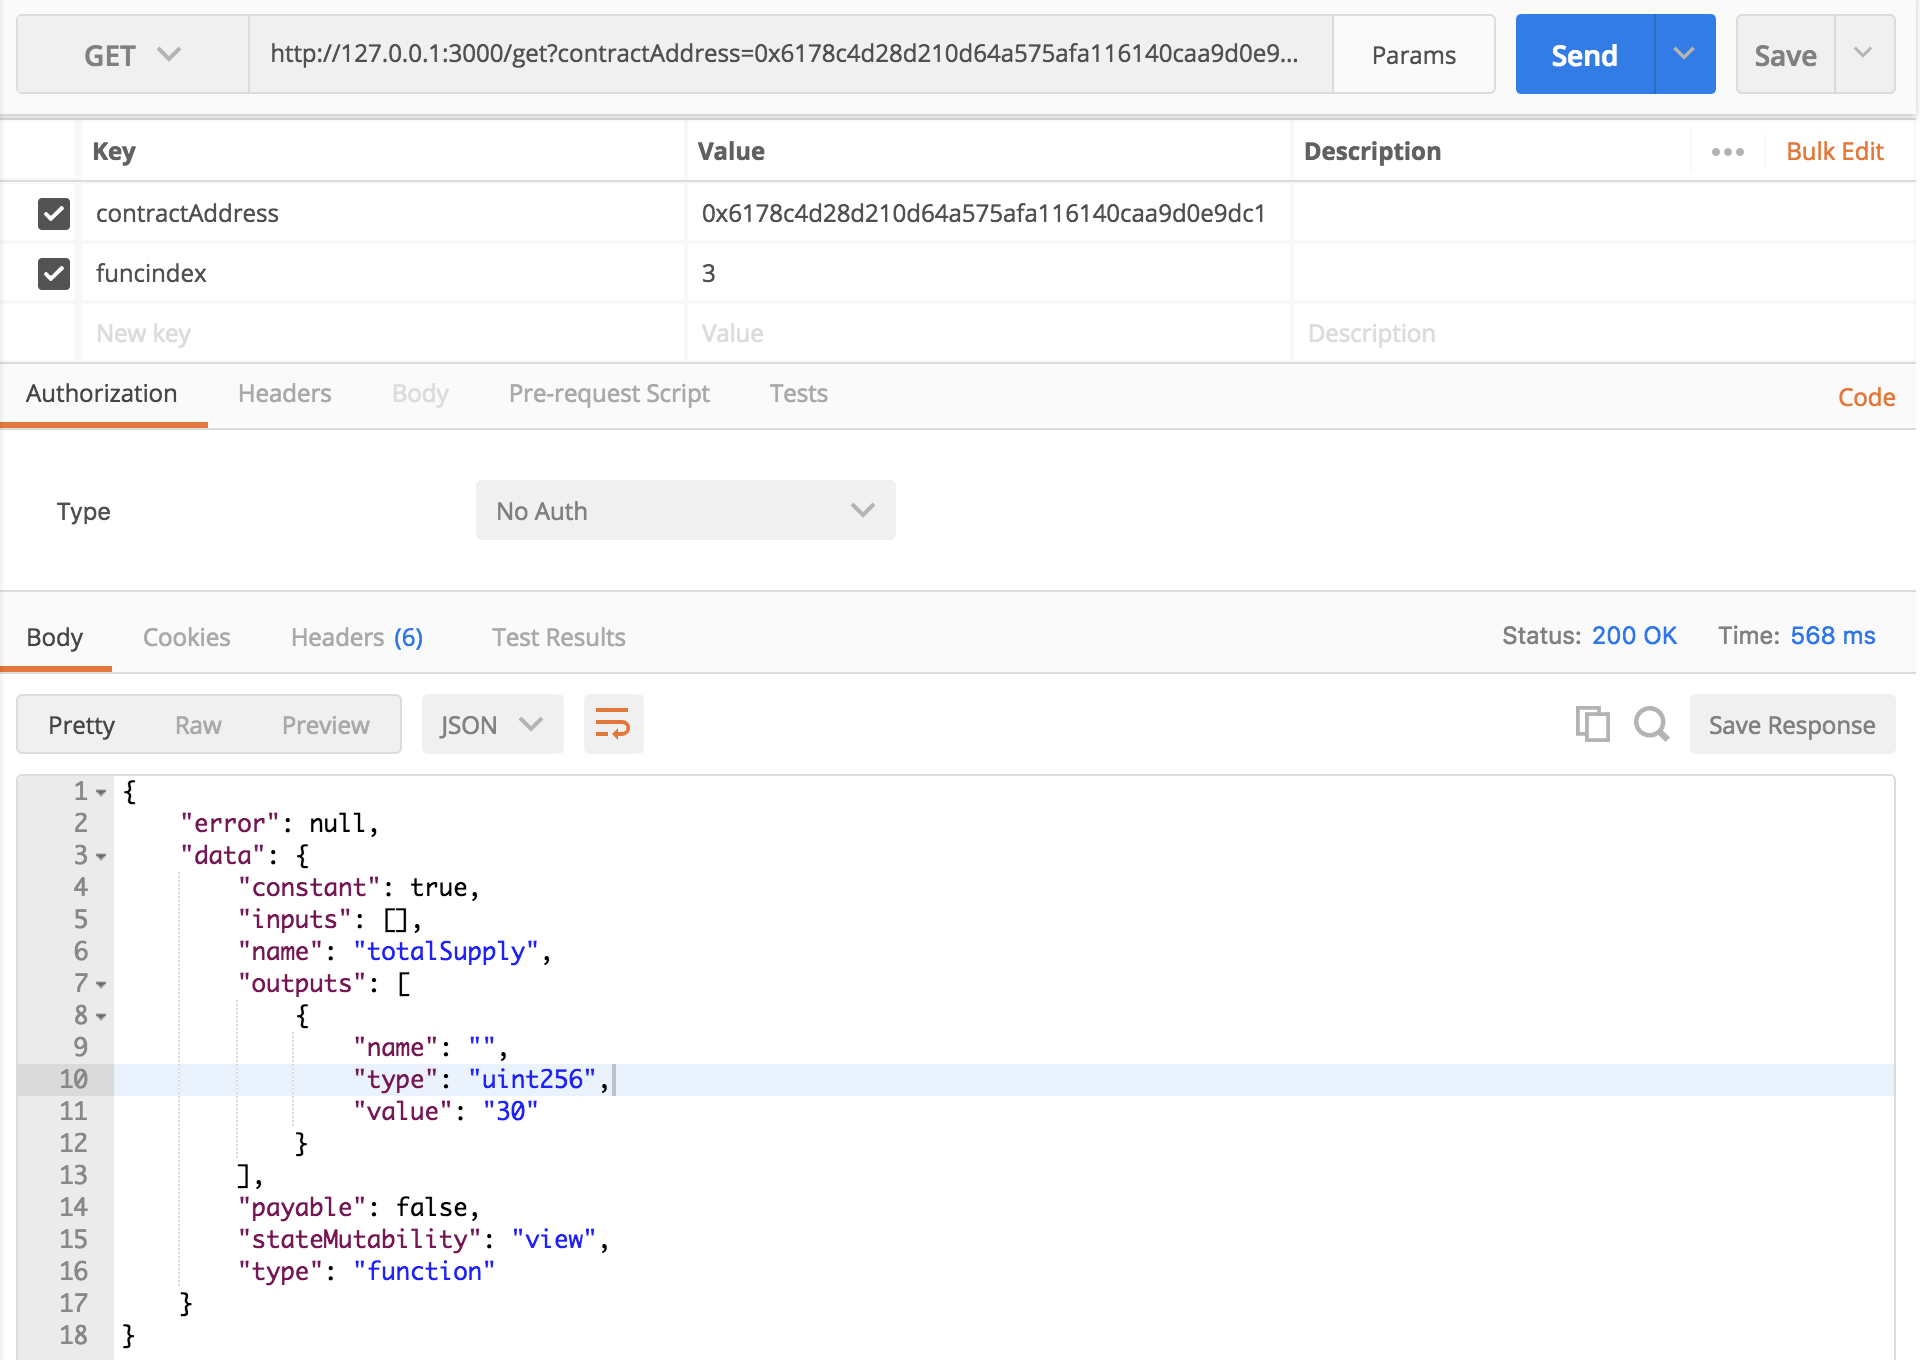 GET http://127.0.0.1:3000/get?contractAddress=0x6178c4d28d210d64a575afa116140caa9d0e9... Params Send Save
Key Value Description ••• Bulk Edit
contractAddress 0x6178c4d28d210d64a575afa116140caa9d0e9dc1
funcindex 3
New key Value Description
Authorization Headers Body Pre-request Script Tests Code
Type No Auth
Body Cookies Headers (6) Test Results Status: 200 OK Time: 568 ms
Pretty Raw Preview JSON Save Response
1 {
2 "error": null,
3 "data": {
4 "constant": true,
5 "inputs": [],
6 "name": "totalSupply",
7 "outputs": [
8 {
9 "name": "",
10 "type": "uint256",
11 "value": "30"
12 }
13 ],
14 "payable": false,
15 "stateMutability": "view",
16 "type": "function"
17 }
18 }